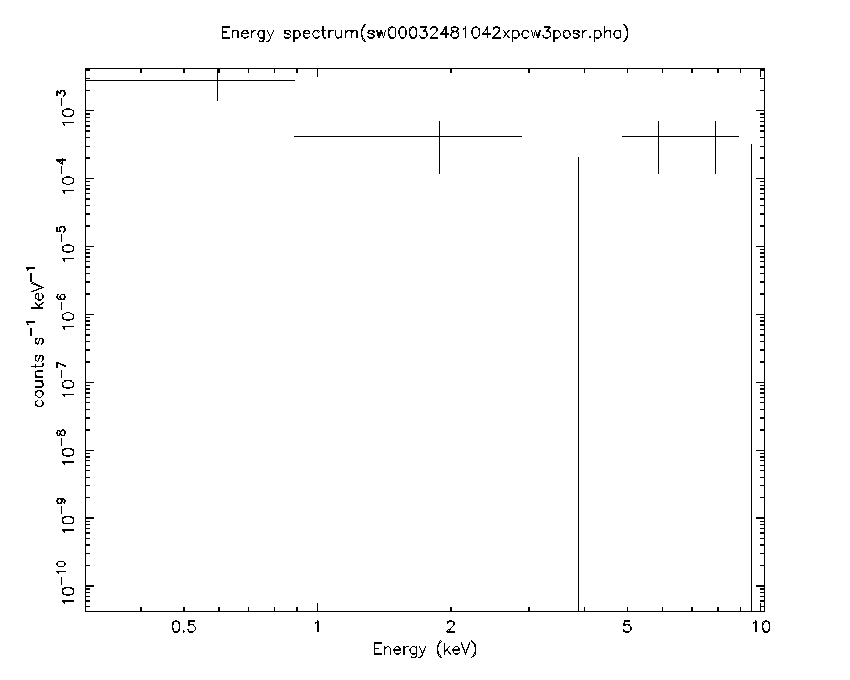 Energy spectrum(sw00032481042xpcw3posr.pha)
counts s⁻¹ keV⁻¹
10⁻³
10⁻⁴
10⁻⁵
10⁻⁶
10⁻⁷
10⁻⁸
10⁻⁹
10⁻¹⁰
0.5 1 2 5 10
Energy (keV)